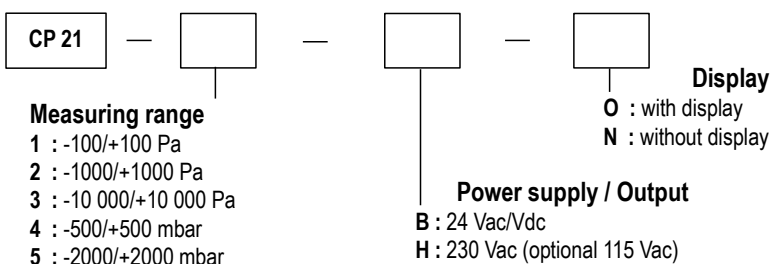 CP 21 — —  —
Display
O : with display
N : without display
Measuring range
1 : -100/+100 Pa
2 : -1000/+1000 Pa
3 : -10 000/+10 000 Pa
4 : -500/+500 mbar
5 : -2000/+2000 mbar
Power supply / Output
B : 24 Vac/Vdc
H : 230 Vac (optional 115 Vac)